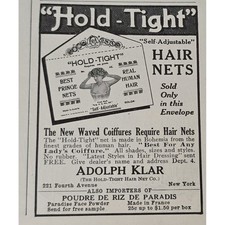 "Hold-Tight"
"Self-Adjustable"
HAIR
NETS
Sold
Only
in this
Envelope
"HOLD-TIGHT"
BEST
FRINGE
NETS
REAL
HUMAN
HAIR
"Self-Adjustable"
The New Waved Coiffures Require Hair Nets
The "Hold-Tight" net is made in Bohemia from the
finest grades of human hair. "Best For Any
Lady's Coiffure." All shades, sizes and styles.
No rubber. "Latest Styles in Hair Dressing" sent
FREE. Give dealer's name and address Dept. 4.
ADOLPH KLAR
(THE HOLD-TIGHT HAIR NET CO.)
221 Fourth Avenue New York
ALSO IMPORTERS OF
POUDRE DE RIZ DE PARADIS
Paradise Face Powder Made in France
Send for free sample 25c up to $1.50 per box